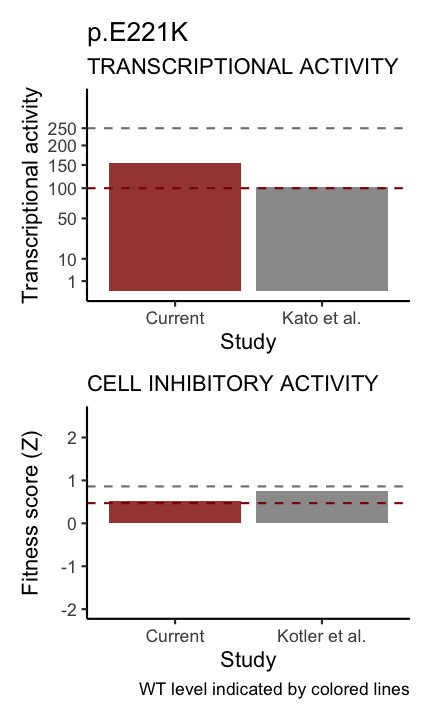 p.E221K
TRANSCRIPTIONAL ACTIVITY
Transcriptional activity
250
200
150
100
50
10
1
Current
Kato et al.
Study
CELL INHIBITORY ACTIVITY
Fitness score (Z)
2
1
0
-1
-2
Current
Kotler et al.
Study
WT level indicated by colored lines